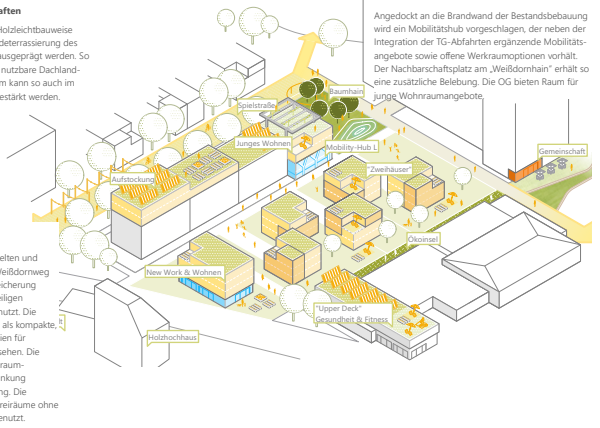 aften
Holzleichtbauweise
deterrassierung des
ausgeprägt werden. So
nutzbare Dachland-
m kann so auch im
estärkt werden.
Angedockt an die Brandwand der Bestandsbebauung
wird ein Mobilitätshub vorgeschlagen, der neben der
Integration der TG-Abfahrten ergänzende Mobilitäts-
angebote sowie offene Werkraumoptionen vorhält.
Der Nachbarschaftsplatz am „Weißdornhain" erhält so
eine zusätzliche Belebung. Die OG bieten Raum für
junge Wohnraumangebote.
Baumhain
Spielstraße
Junges Wohnen
Mobility-Hub L
Gemeinschaft
"Zweihäuser"
Aufstockung
Ökoinsel
New Work & Wohnen
"Upper Deck"
Gesundheit & Fitness
Holzhochhaus
elten und
Weißdornweg
eicherung
eiligen
nutzt. Die
als kompakte,
ien für
sehen. Die
raum-
nkung
ng. Die
reiräume ohne
enutzt.